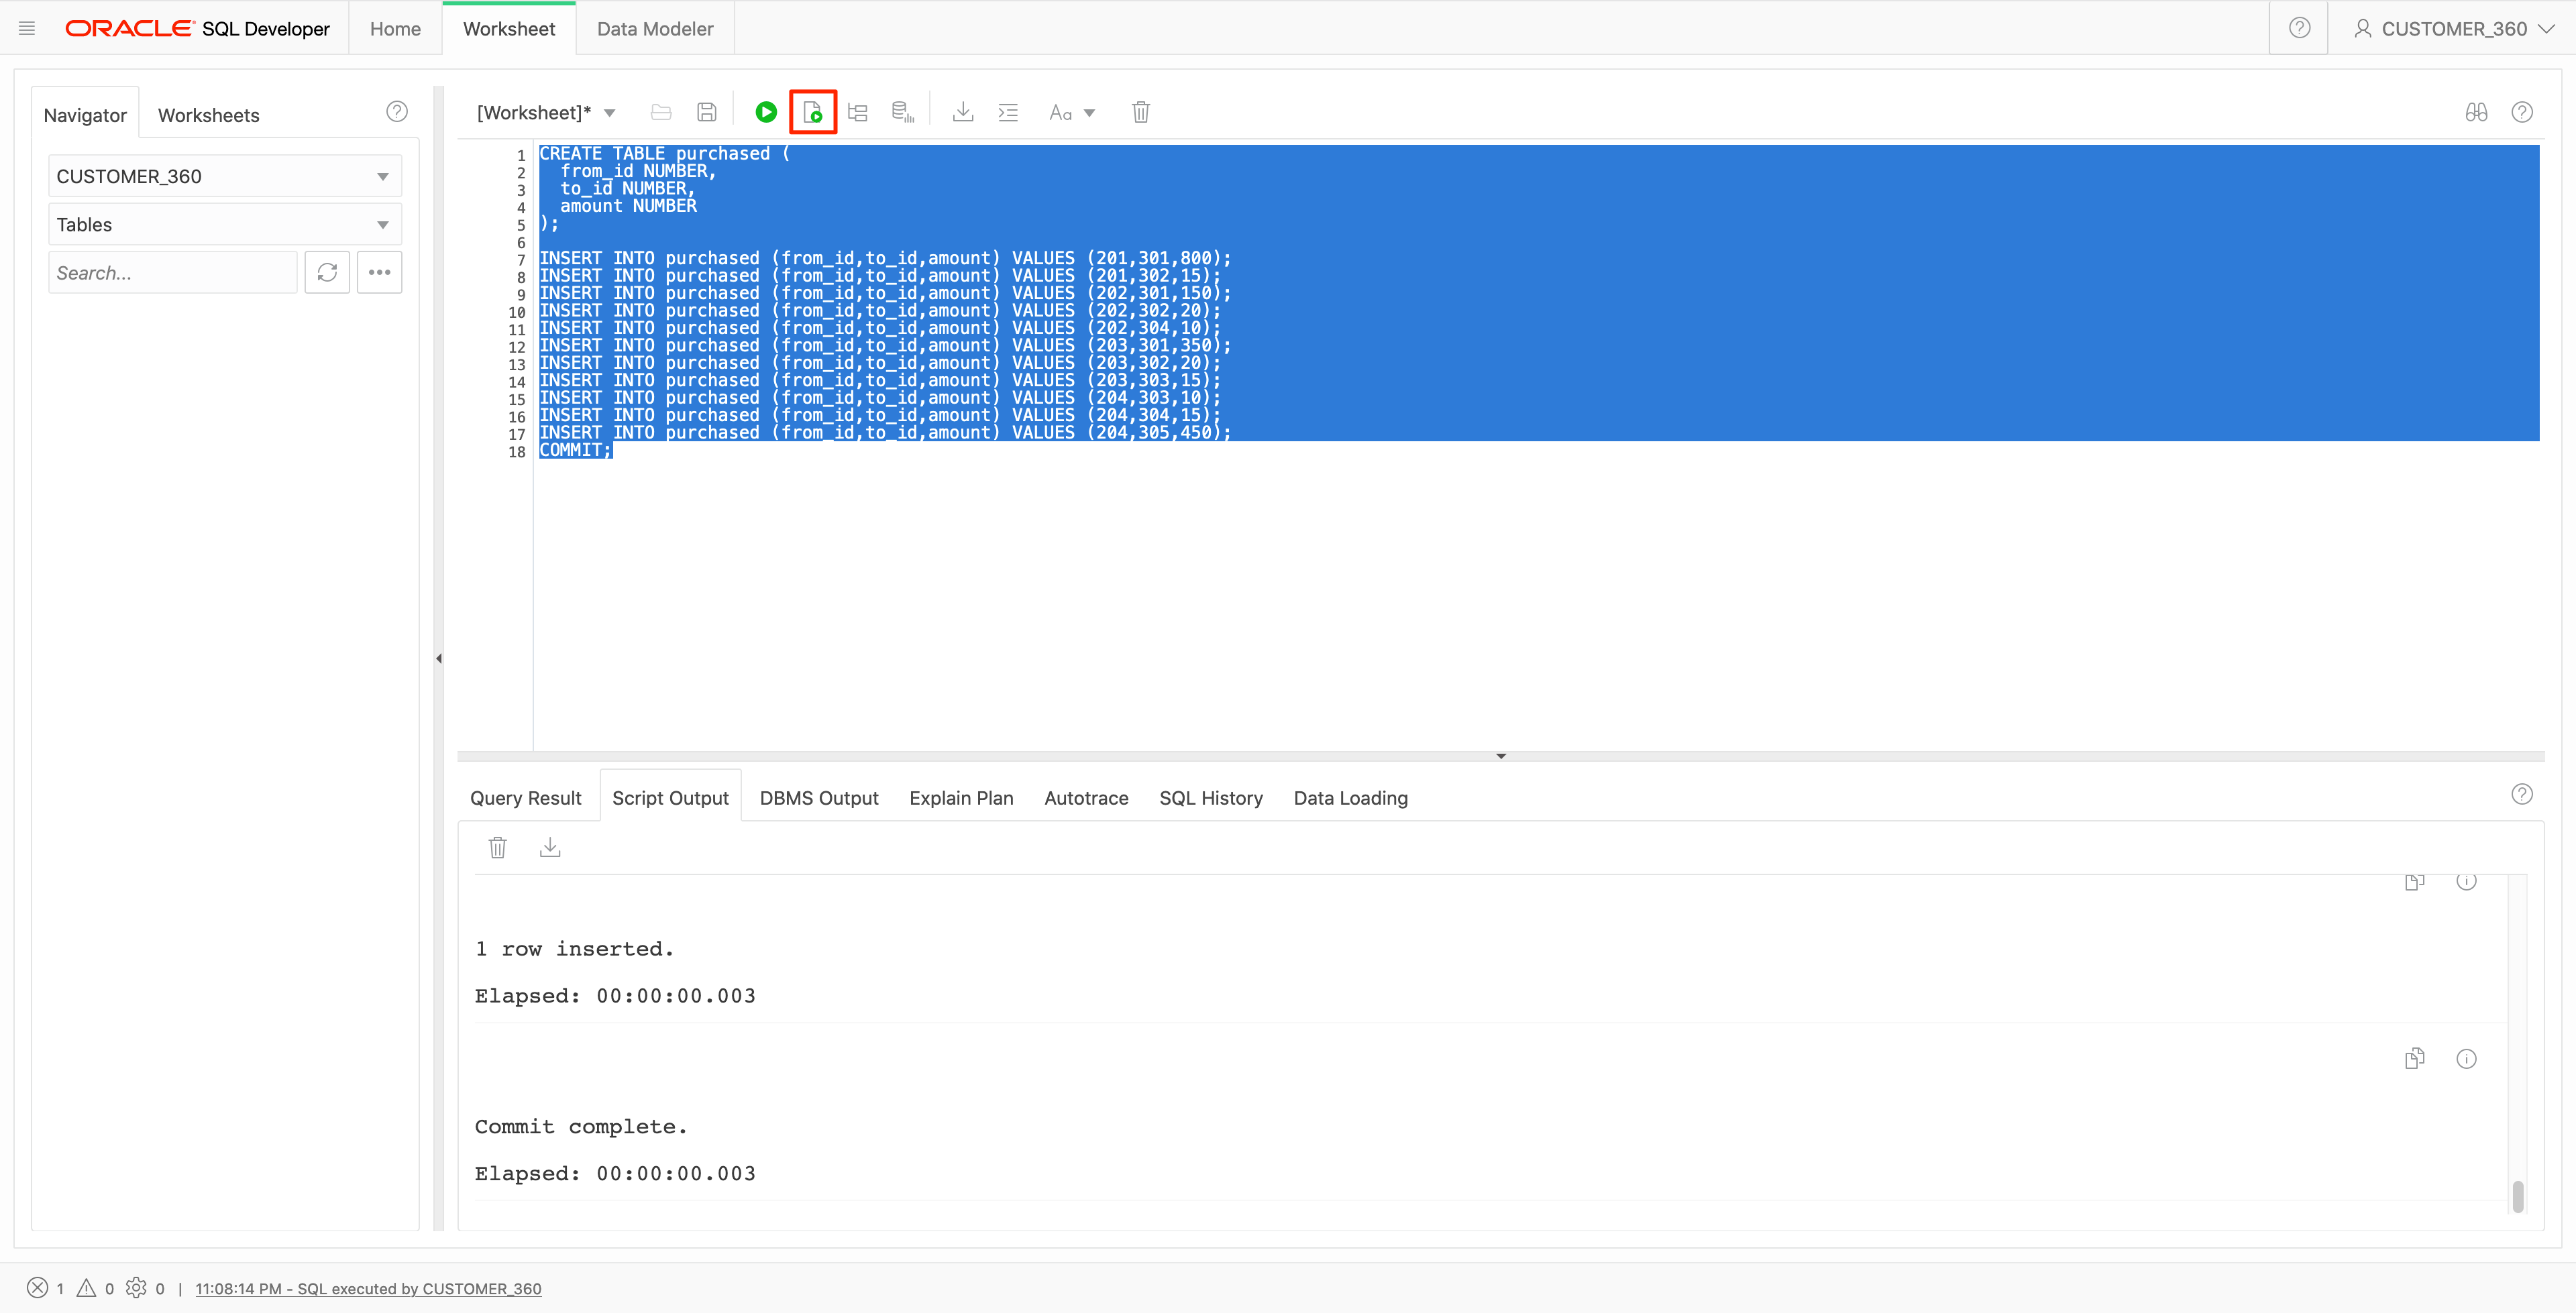 ORACLE SQL Developer
Home
Worksheet
Data Modeler
CUSTOMER_360
Navigator
Worksheets
CUSTOMER_360
Tables
Search...
[Worksheet]*
Aa
1 CREATE TABLE purchased (
2 from_id NUMBER,
3 to_id NUMBER,
4 amount NUMBER
5 );
6
7 INSERT INTO purchased (from_id,to_id,amount) VALUES (201,301,800);
8 INSERT INTO purchased (from_id,to_id,amount) VALUES (201,302,15);
9 INSERT INTO purchased (from_id,to_id,amount) VALUES (202,301,150);
10 INSERT INTO purchased (from_id,to_id,amount) VALUES (202,302,20);
11 INSERT INTO purchased (from_id,to_id,amount) VALUES (202,304,10);
12 INSERT INTO purchased (from_id,to_id,amount) VALUES (203,301,350);
13 INSERT INTO purchased (from_id,to_id,amount) VALUES (203,302,20);
14 INSERT INTO purchased (from_id,to_id,amount) VALUES (203,303,15);
15 INSERT INTO purchased (from_id,to_id,amount) VALUES (204,303,10);
16 INSERT INTO purchased (from_id,to_id,amount) VALUES (204,304,15);
17 INSERT INTO purchased (from_id,to_id,amount) VALUES (204,305,450);
18 COMMIT;
Query Result
Script Output
DBMS Output
Explain Plan
Autotrace
SQL History
Data Loading
1 row inserted.
Elapsed: 00:00:00.003
Commit complete.
Elapsed: 00:00:00.003
1 0 0 | 11:08:14 PM - SQL executed by CUSTOMER_360